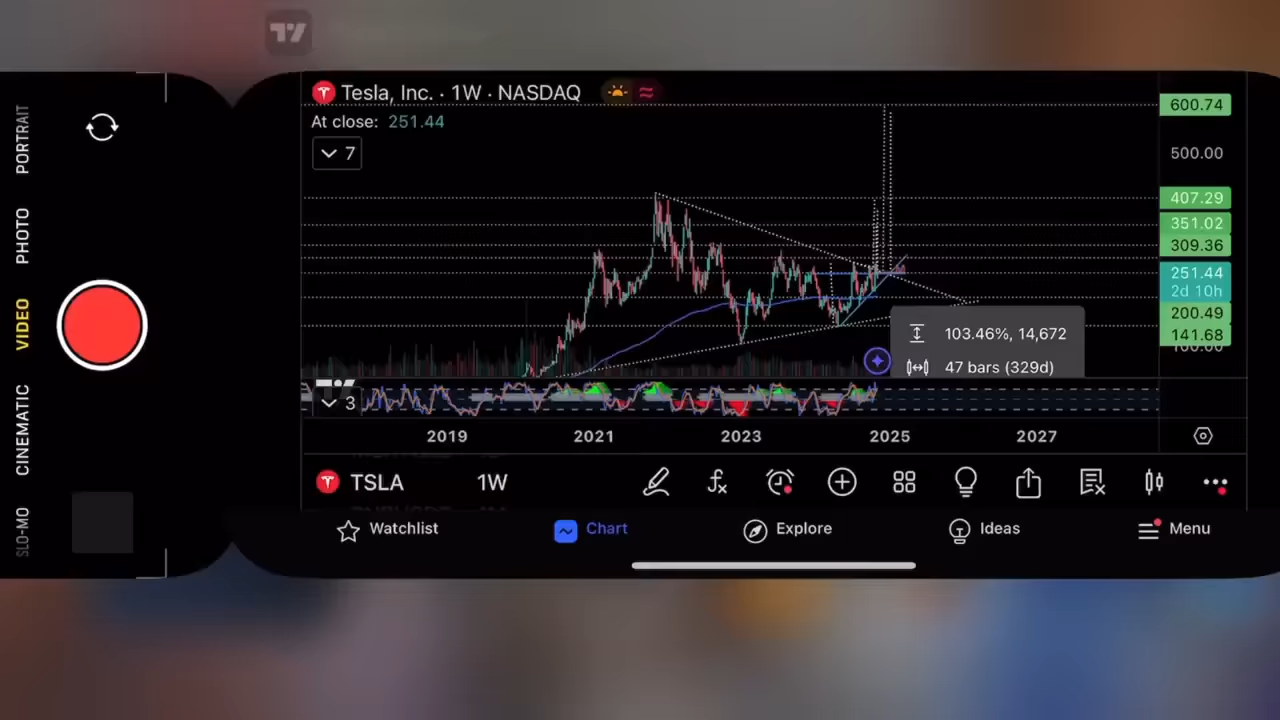 PORTRAIT
PHOTO
VIDEO
CINEMATIC
SLO-MO
Tesla, Inc. · 1W · NASDAQ
At close: 251.44
7
600.74
500.00
407.29
351.02
309.36
251.44
2d 10h
200.49
141.68
103.46%, 14,672
47 bars (329d)
3
2019 2021 2023 2025 2027
TSLA 1W
Watchlist Chart Explore Ideas Menu